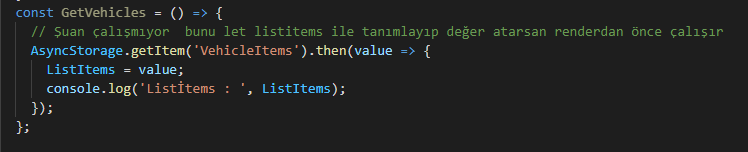 const GetVehicles = () => {
// Şuan çalışmıyor bunu let listitems ile tanımlayıp değer atarsan renderdan önce çalışır
AsyncStorage.getItem('VehicleItems').then(value => {
ListItems = value;
console.log('Listİtems : ', ListItems);
});
};